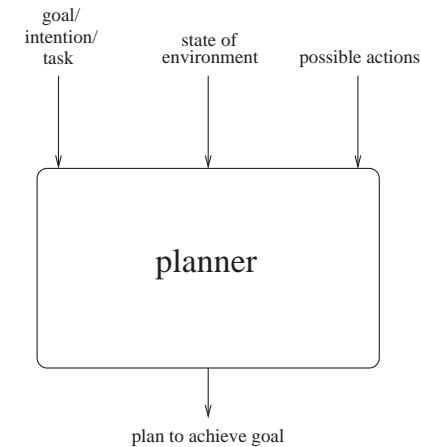 goal/
intention/
task
state of
environment
possible actions
planner
plan to achieve goal